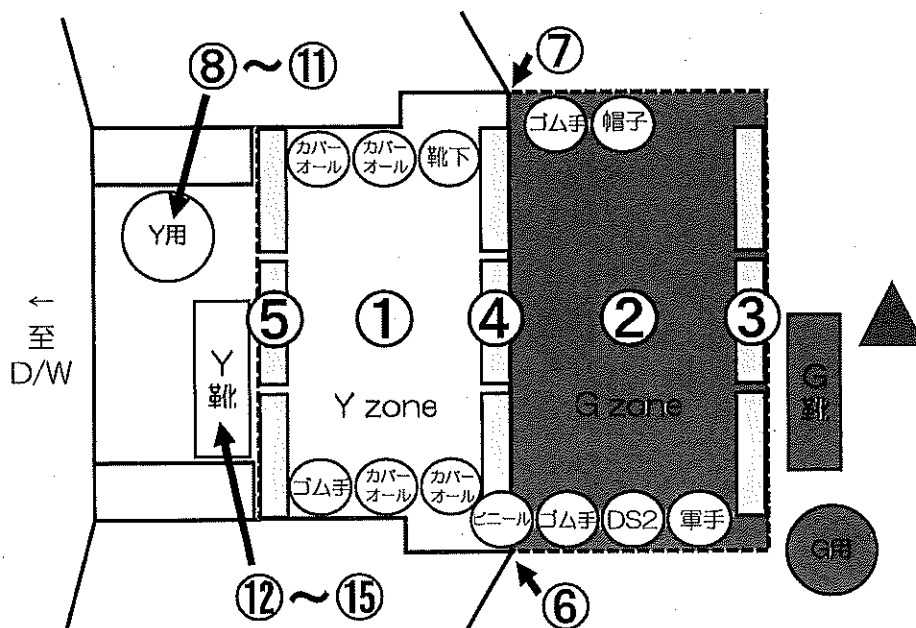 ⑧～⑪
⑦
ゴム手
帽子
カバー
オール
カバー
オール
靴下
Y用
←
至
D/W
⑤
①
④
②
③
Y
靴
G
靴
Y zone
G zone
ゴム手
カバー
オール
カバー
オール
ビニール
ゴム手
DS2
軍手
G用
⑫～⑮
⑥